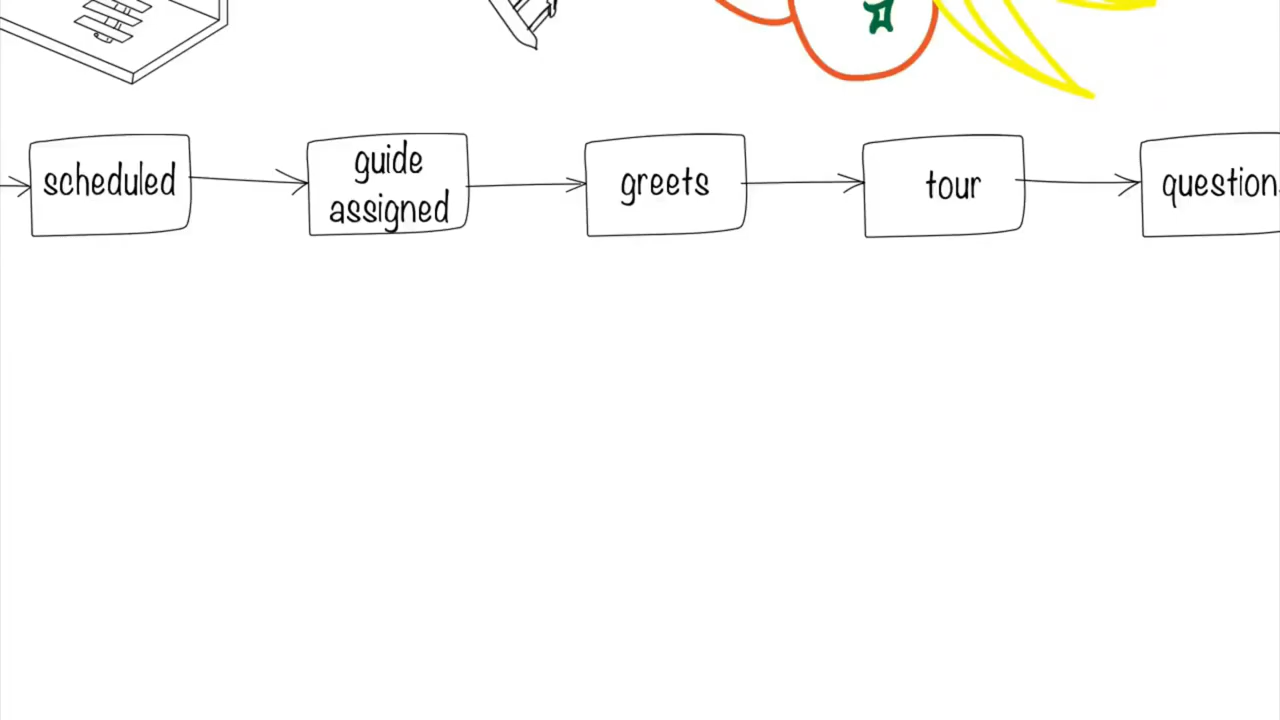 scheduled
guide
assigned
greets
tour
question